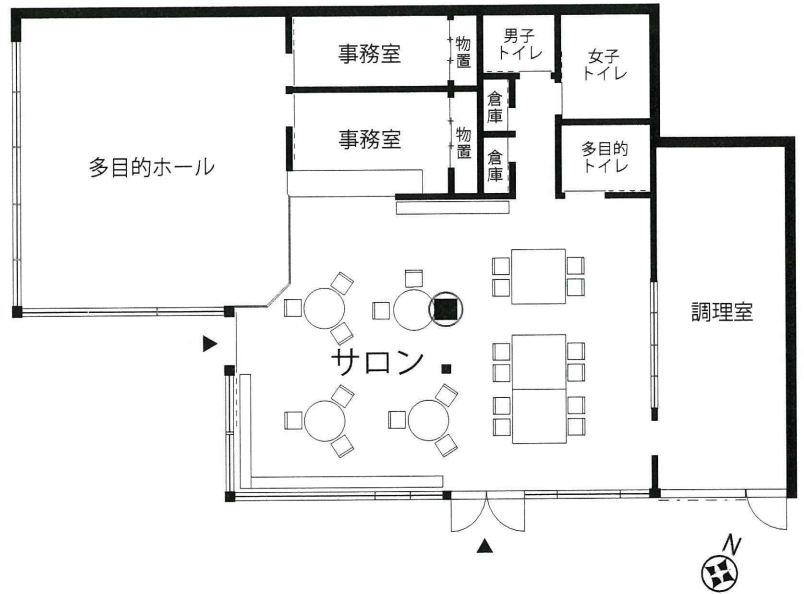 事務室
物置
男子
トイレ
女子
トイレ
倉庫
事務室
物置
倉庫
多目的
トイレ
多目的ホール
調理室
サロン
N